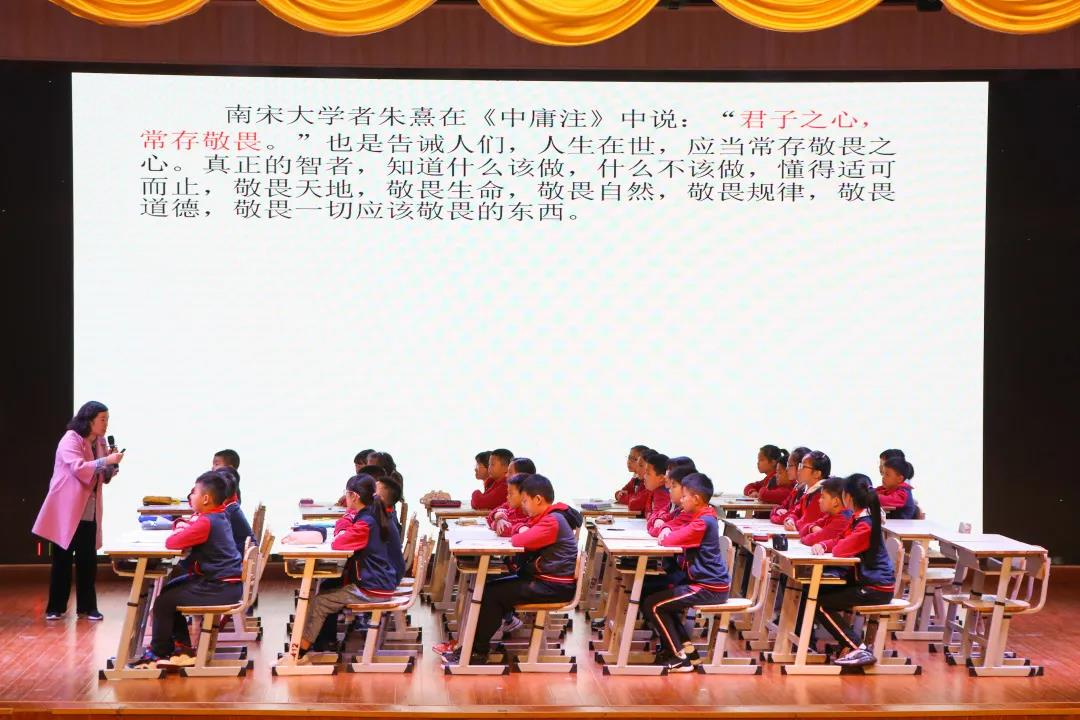 南宋大学者朱熹在《中庸注》中说：“君子之心，
常存敬畏。”也是告诫人们，人生在世，应当常存敬畏之
心。真正的智者，知道什么该做，什么不该做，懂得适可
而止，敬畏天地，敬畏生命，敬畏自然，敬畏规律，敬畏
道德，敬畏一切应该敬畏的东西。